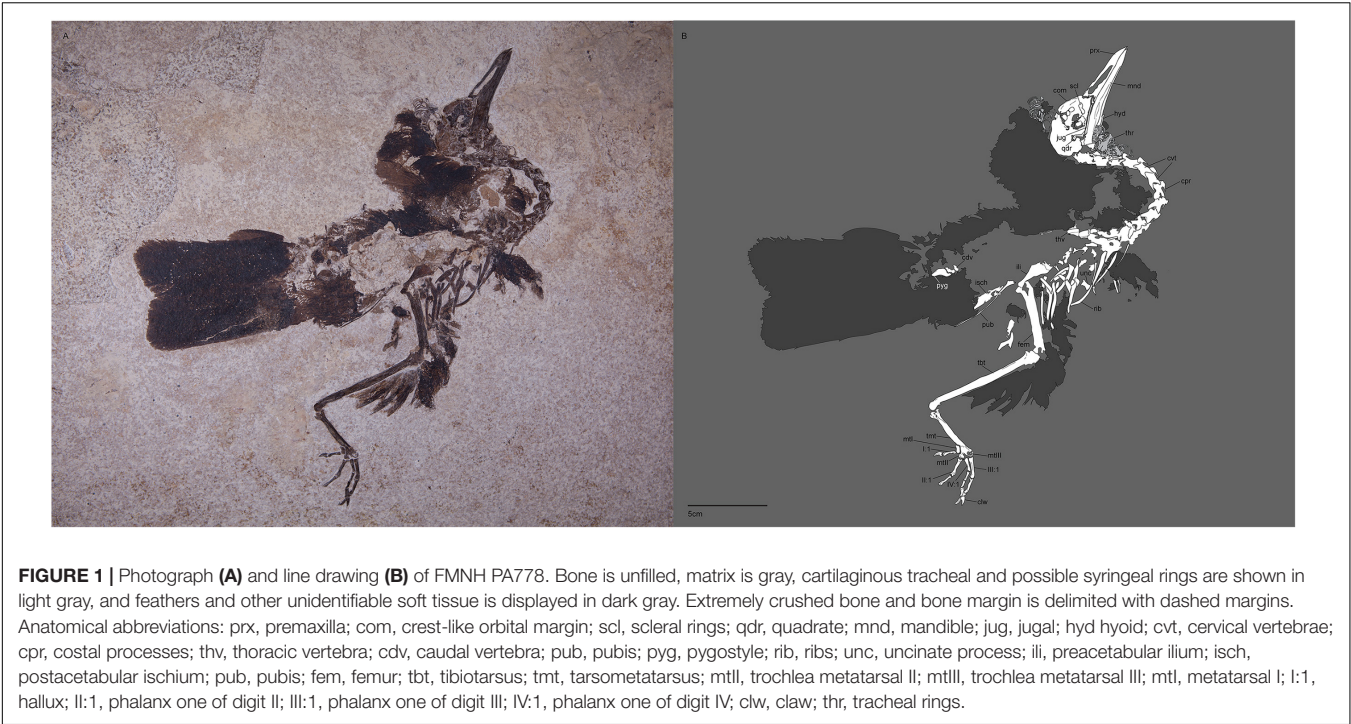 A
B
prx
scl
com
mnd
hyd
jug
thr
qdr
cvt
cpr
thv
cdv
ili
unc
pyg
isch
rib
pub
fem
tbt
tmt
mtI
I:1
mtIII
mtII
III:1
II:1
IV:1
clw
5cm
FIGURE 1 | Photograph (A) and line drawing (B) of FMNH PA778. Bone is unfilled, matrix is gray, cartilaginous tracheal and possible syringeal rings are shown in
light gray, and feathers and other unidentifiable soft tissue is displayed in dark gray. Extremely crushed bone and bone margin is delimited with dashed margins.
Anatomical abbreviations: prx, premaxilla; com, crest-like orbital margin; scl, scleral rings; qdr, quadrate; mnd, mandible; jug, jugal; hyd hyoid; cvt, cervical vertebrae;
cpr, costal processes; thv, thoracic vertebra; cdv, caudal vertebra; pub, pubis; pyg, pygostyle; rib, ribs; unc, uncinate process; ili, preacetabular ilium; isch,
postacetabular ischium; pub, pubis; fem, femur; tbt, tibiotarsus; tmt, tarsometatarsus; mtII, trochlea metatarsal II; mtIII, trochlea metatarsal III; mtI, metatarsal I; I:1,
hallux; II:1, phalanx one of digit II; III:1, phalanx one of digit III; IV:1, phalanx one of digit IV; clw, claw; thr, tracheal rings.